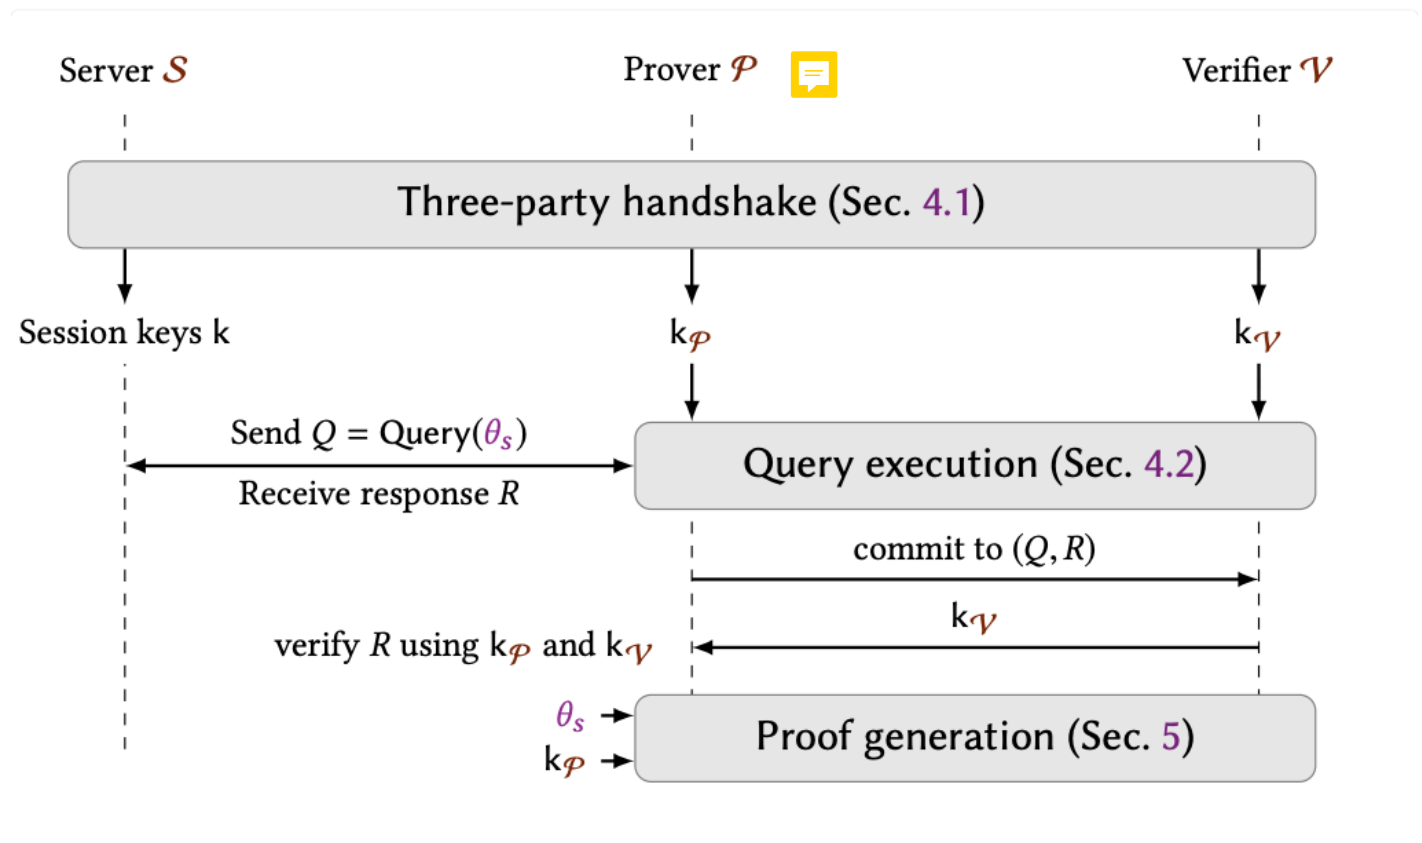 Server 𝒮
Prover 𝒫
Verifier 𝒱
Three-party handshake (Sec. 4.1)
Session keys k
k𝒫
k𝒱
Send Q = Query(θₛ)
Receive response R
Query execution (Sec. 4.2)
commit to (Q, R)
k𝒱
verify R using k𝒫 and k𝒱
θₛ
k𝒫
Proof generation (Sec. 5)